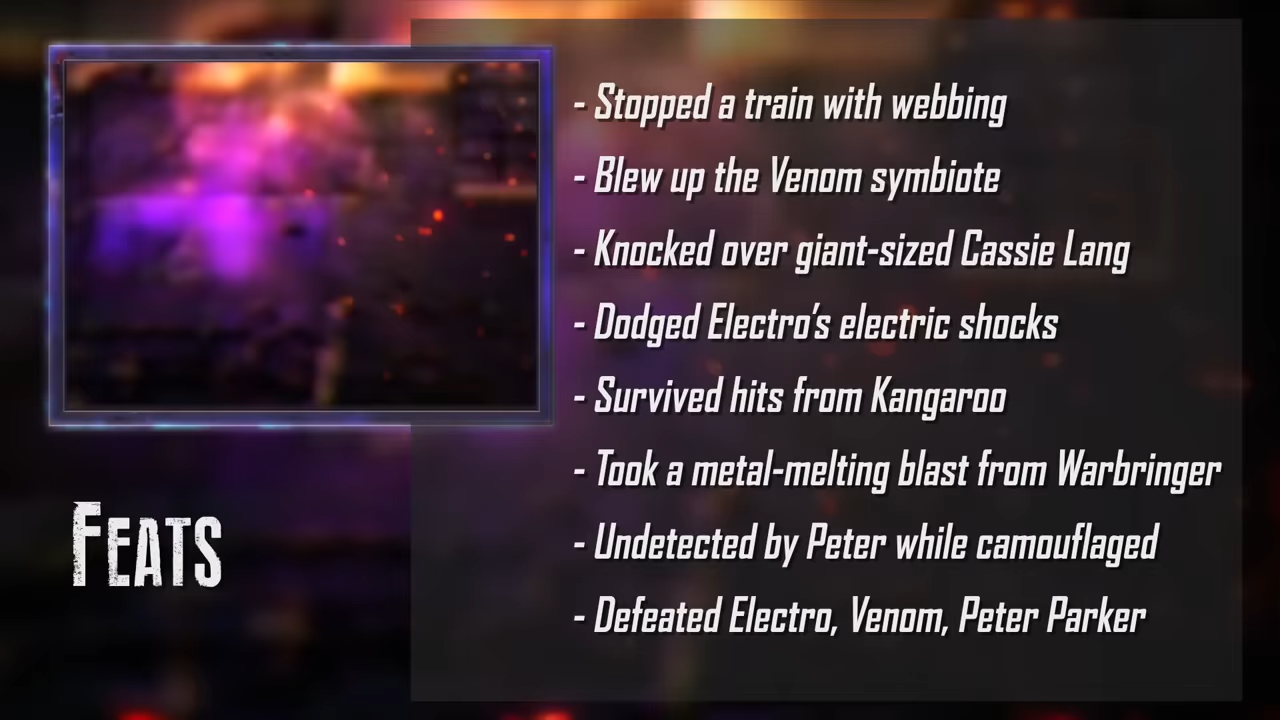 - Stopped a train with webbing
- Blew up the Venom symbiote
- Knocked over giant-sized Cassie Lang
- Dodged Electro's electric shocks
- Survived hits from Kangaroo
- Took a metal-melting blast from Warbringer
- Undetected by Peter while camouflaged
- Defeated Electro, Venom, Peter Parker
Feats